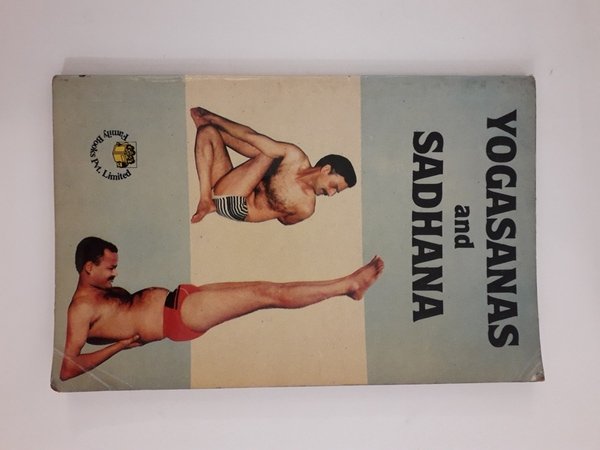 YOGASANAS
and
SADHANA
Family Books Pvt. Limited